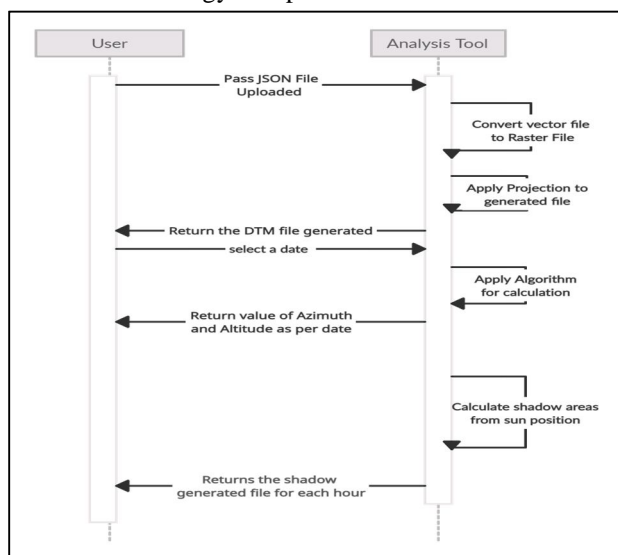 User
Analysis Tool
Pass JSON File
Uploaded
Convert vector file
to Raster File
Apply Projection to
generated file
Return the DTM file generated
select a date
Apply Algorithm
for calculation
Return value of Azimuth
and Altitude as per date
Calculate shadow areas
from sun position
Returns the shadow
generated file for each hour